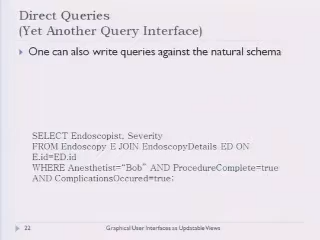 Direct Queries
(Yet Another Query Interface)
One can also write queries against the natural schema
SELECT Endoscopist, Severity
FROM Endoscopy E JOIN EndoscopyDetails ED ON
E.id=ED.id
WHERE Anesthetist="Bob" AND ProcedureComplete=true
AND ComplicationsOccured=true;
22
Graphical User Interfaces as Updatable Views